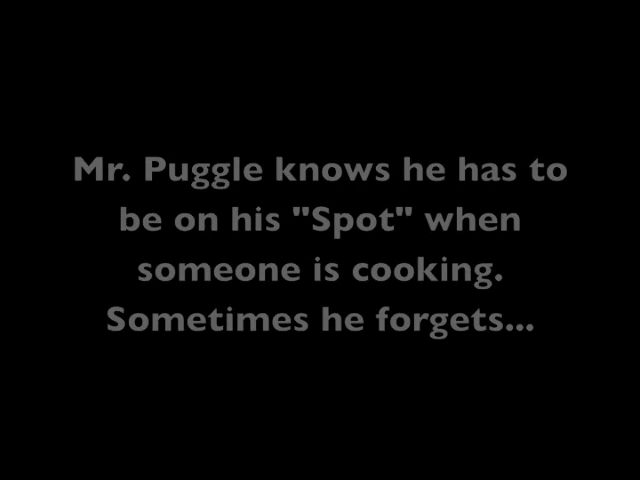 Mr. Puggle knows he has to
be on his "Spot" when
someone is cooking.
Sometimes he forgets...